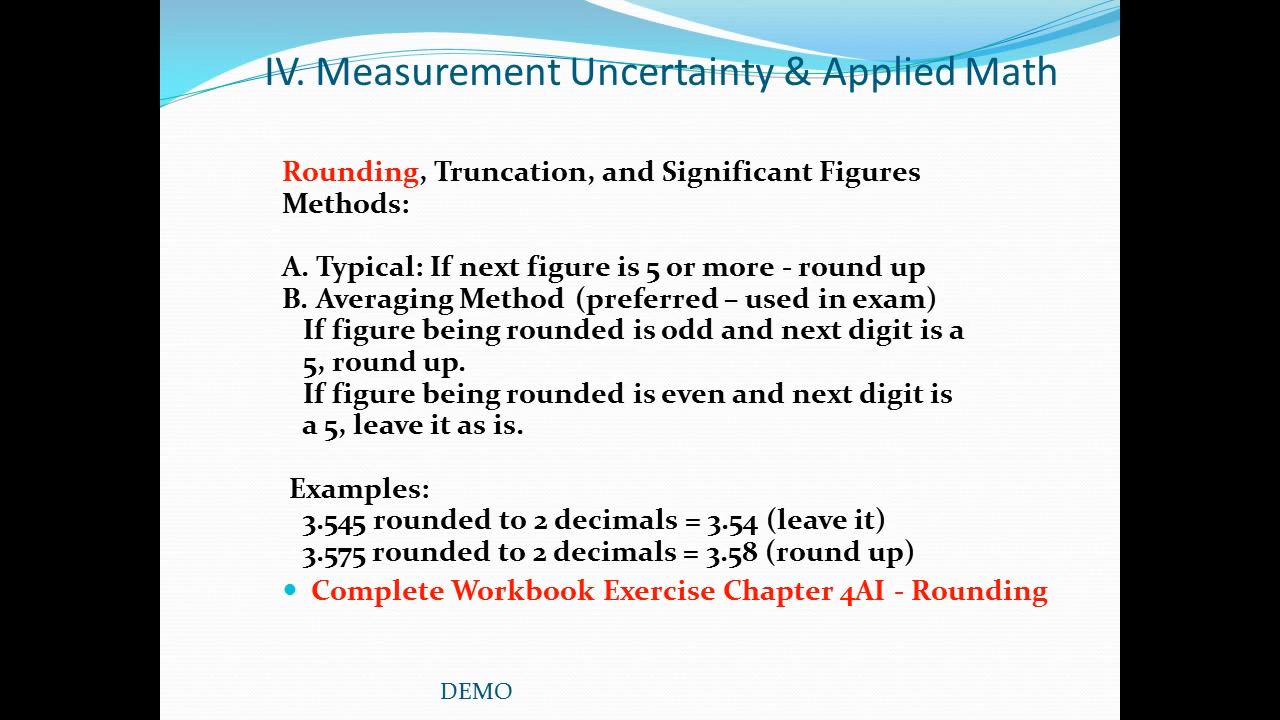 IV. Measurement Uncertainty & Applied Math
Rounding, Truncation, and Significant Figures
Methods:
A. Typical: If next figure is 5 or more - round up
B. Averaging Method (preferred – used in exam)
If figure being rounded is odd and next digit is a
5, round up.
If figure being rounded is even and next digit is
a 5, leave it as is.
Examples:
3.545 rounded to 2 decimals = 3.54 (leave it)
3.575 rounded to 2 decimals = 3.58 (round up)
• Complete Workbook Exercise Chapter 4AI - Rounding
DEMO